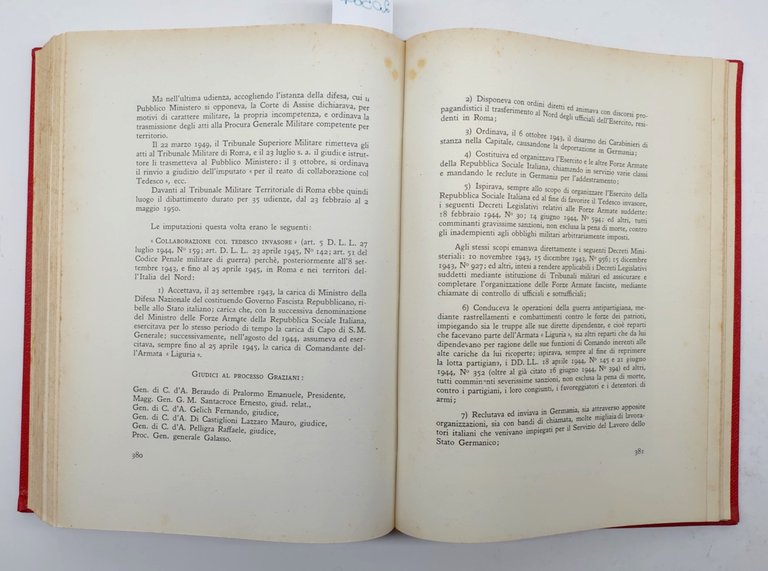 Ma nell'ultima udienza, accogliendo l'istanza della difesa, cui il
Pubblico Ministero si opponeva, la Corte di Assise dichiarava, per
motivi di carattere militare, la propria incompetenza, e ordinava la
trasmissione degli atti alla Procura Generale Militare competente per
territorio.
Il 22 marzo 1949, il Tribunale Superiore Militare rimetteva gli
atti al Tribunale Militare di Roma, e il 23 luglio s. a. il giudice istrut-
tore li trasmetteva al Pubblico Ministero: il 3 ottobre, si ordinava
il rinvio a giudizio dell'imputato « per il reato di collaborazione col
Tedesco », ecc.
Davanti al Tribunale Militare Territoriale di Roma ebbe quindi
luogo il dibattimento durato per 35 udienze, dal 23 febbraio al 2
maggio 1950.
Le imputazioni questa volta erano le seguenti:
« COLLABORAZIONE COL TEDESCO INVASORE » (art. 5 D. L. L. 27
luglio 1944, Nº 159; art. D. L. L. 23 aprile 1945, Nº 142; art. 51 del
Codice Penale militare di guerra) perchè, posteriormente all'8 set-
tembre 1943, e fino al 25 aprile 1945, in Roma e nei territori del-
l'Italia del Nord:
1) Accettava, il 23 settembre 1943, la carica di Ministro della
Difesa Nazionale del costituendo Governo Fascista Repubblicano, ri-
belle allo Stato italiano; carica che, con la successiva denominazione
del Ministro delle Forze Armate della Repubblica Sociale Italiana,
esercitava per lo stesso periodo di tempo la carica di Capo di S. M.
Generale; successivamente, nell'agosto del 1944, assumeva ed eser-
citava, sempre fino al 25 aprile 1945, la carica di Comandante del-
l'Armata « Liguria ».
GIUDICI AL PROCESSO GRAZIANI:
Gen. di C. d'A. Beraudo di Pralormo Emanuele, Presidente,
Magg. Gen. G. M. Santacroce Ernesto, giud. relat.,
Gen. di C. d'A. Gelich Fernando, giudice,
Gen. di C. d'A. Di Castiglioni Lazzaro Mauro, giudice,
Gen. di C. d'A. Pelligra Raffaele, giudice,
Proc. Gen. generale Galasso.
380
2) Disponeva con ordini diretti ed animava con discorsi pro-
pagandistici il trasferimento al Nord degli ufficiali dell'Esercito, resi-
denti in Roma;
3) Ordinava, il 6 ottobre 1943, il disarmo dei Carabinieri di
stanza nella Capitale, causandone la deportazione in Germania;
4) Costituiva ed organizzava l'Esercito e le altre Forze Armate
della Repubblica Sociale Italiana, chiamando in servizio varie classi
e mandando le reclute in Germania per l'addestramento;
5) Ispirava, sempre allo scopo di organizzare l'Esercito della
Repubblica Sociale Italiana ed al fine di favorire il Tedesco invasore,
i seguenti Decreti Legislativi relativi alle Forze Armate suddette:
18 febbraio 1944, Nº 30; 14 giugno 1944, Nº 594; ed altri, tutti
comminanti gravissime sanzioni, non esclusa la pena di morte, contro
gli inadempienti agli obblighi militari arbitrariamente imposti.
Agli stessi scopi emanava direttamente i seguenti Decreti Mini-
steriali: 10 novembre 1943, 15 dicembre 1943, Nº 976; 15 dicembre
1943, Nº 927; ed altri, intesi a rendere applicabili i Decreti Legislativi
suddetti mediante istituzione di Tribunali militari ed assicurare e
completare l'organizzazione delle Forze Armate fasciste, mediante
chiamate di controllo di ufficiali e sottufficiali;
6) Conduceva le operazioni della guerra antipartigiana, me-
diante rastrellamenti e combattimenti contro le forze dei patrioti,
impiegando sia le truppe alle sue dirette dipendenze, e cioè reparti
che facevano parte dell'Armata « Liguria », sia altri reparti che da lui
dipendevano per ragione delle sue funzioni di Comando inerenti alle
alte cariche da lui ricoperte; ispirava, sempre al fine di reprimere
la lotta partigiana, i DD. LL. 18 aprile 1944, Nº 145 e 21 giugno
1944, Nº 352 (oltre al già citato 16 giugno 1944, Nº 394) ed altri,
tutti comminanti severissime sanzioni, non esclusa la pena di morte,
contro i partigiani, i loro congiunti, i favoreggiatori e i detentori di
armi;
7) Reclutava ed inviava in Germania, sia attraverso apposite
organizzazioni, sia con bandi di chiamata, molte migliaia di lavora-
tori italiani che venivano impiegati per il Servizio del Lavoro dello
Stato Germanico;
381